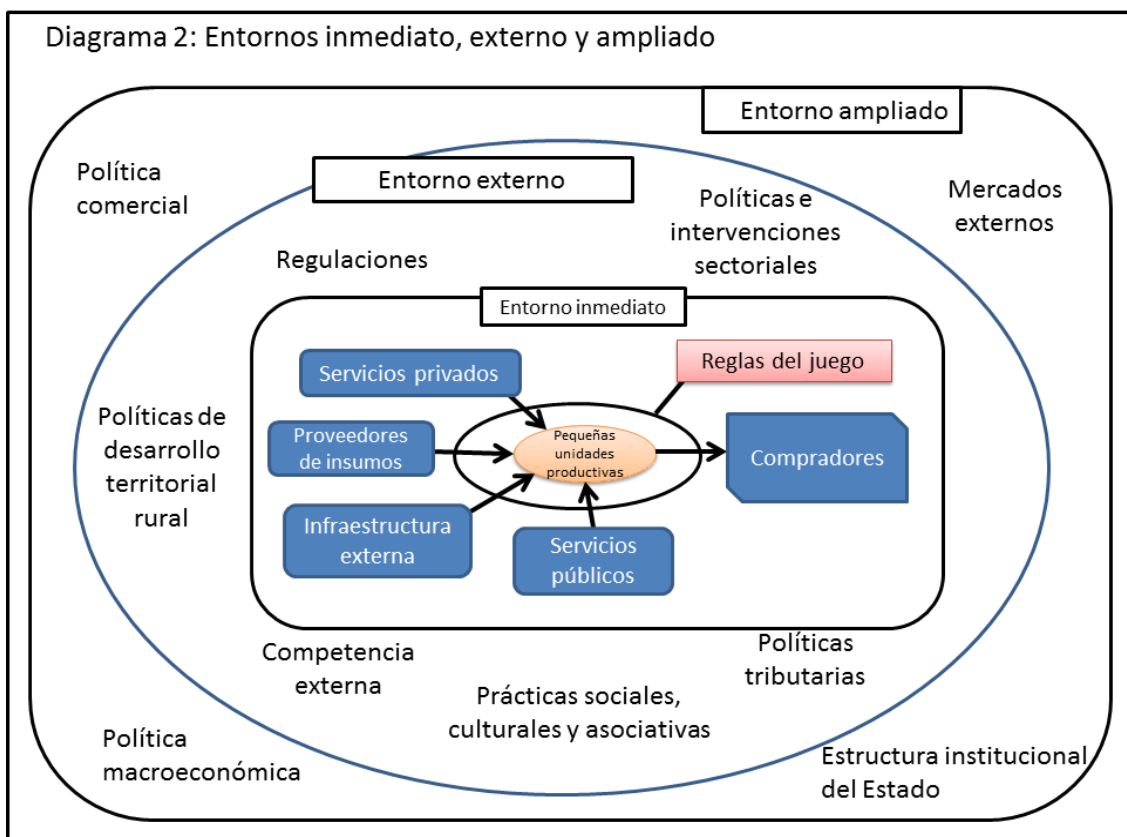 Diagrama 2: Entornos inmediato, externo y ampliado
Entorno ampliado
Política
comercial
Entorno externo
Mercados
externos
Políticas e
intervenciones
sectoriales
Regulaciones
Entorno inmediato
Servicios privados
Reglas del juego
Políticas de
desarrollo
territorial
rural
Proveedores
de insumos
Pequeñas
unidades
productivas
Compradores
Infraestructura
externa
Servicios
públicos
Competencia
externa
Políticas
tributarias
Prácticas sociales,
culturales y asociativas
Política
macroeconómica
Estructura institucional
del Estado